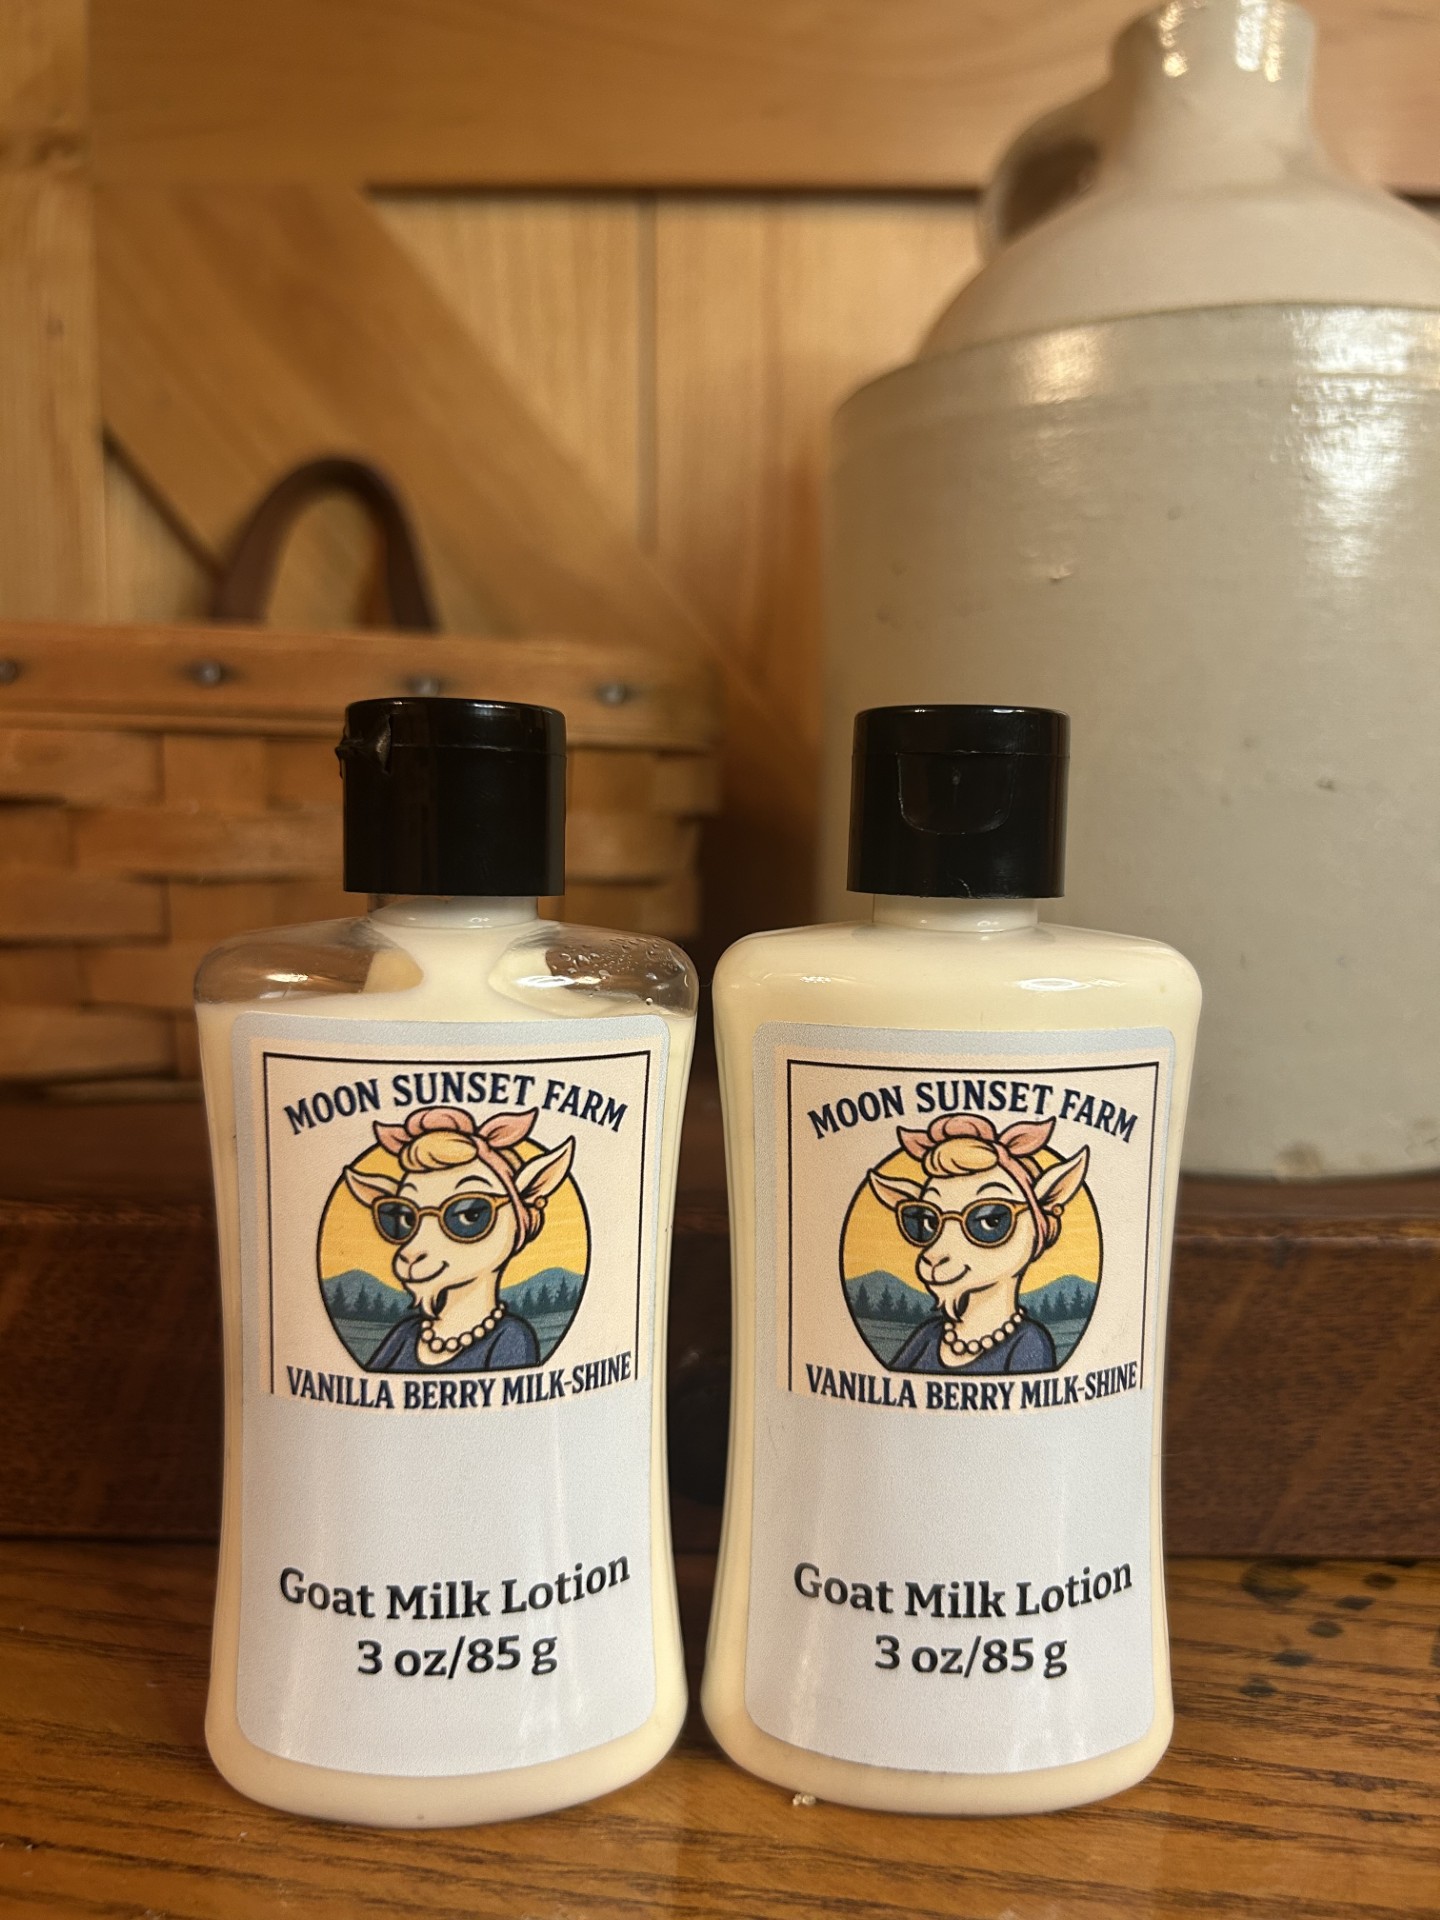 MOON SUNSET FARM
VANILLA BERRY MILK-SHINE
Goat Milk Lotion
3 oz/85 g
MOON SUNSET FARM
VANILLA BERRY MILK-SHINE
Goat Milk Lotion
3 oz/85 g